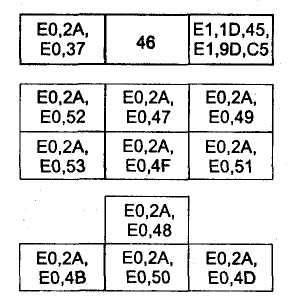 E0,2A, E1,1D,45,
E0,37 46 E1,9D,C5
E0,2A, E0,2A, E0,2A,
E0,52 E0,47 E0,49
E0,2A, E0,2A, E0,2A,
E0,53 E0,4F E0,51
E0,2A,
E0,48
E0,2A, E0,2A, E0,2A,
E0,4B E0,50 E0,4D